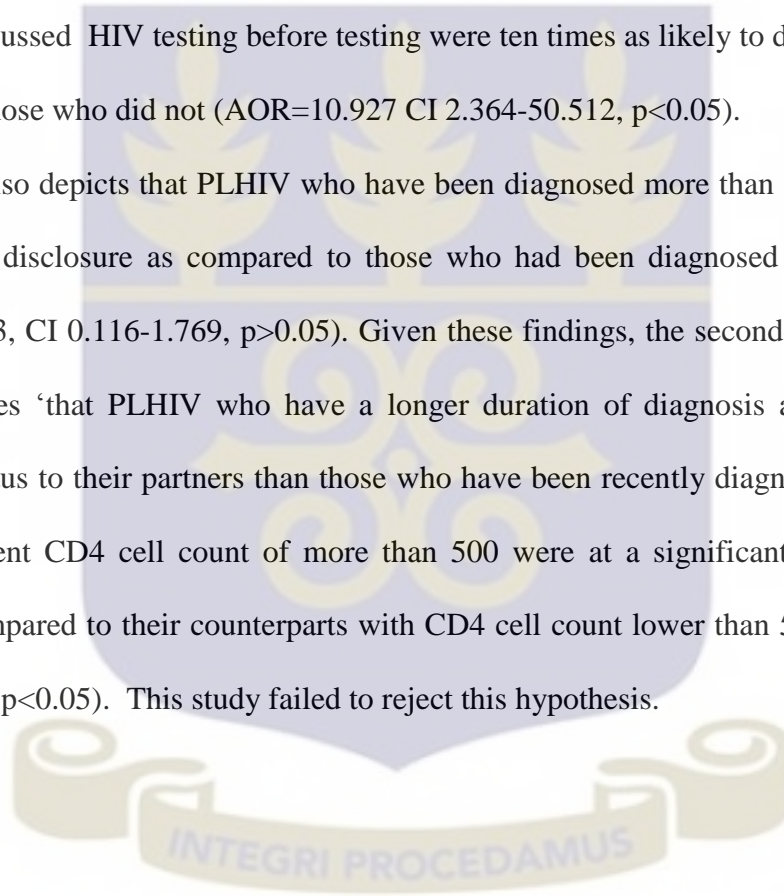 ussed HIV testing before testing were ten times as likely to d
ose who did not (AOR=10.927 CI 2.364-50.512, p<0.05).
so depicts that PLHIV who have been diagnosed more than
disclosure as compared to those who had been diagnosed
, CI 0.116-1.769, p>0.05). Given these findings, the second
es ‘that PLHIV who have a longer duration of diagnosis a
tus to their partners than those who have been recently diagn
ent CD4 cell count of more than 500 were at a significant
mpared to their counterparts with CD4 cell count lower than
p<0.05). This study failed to reject this hypothesis.
INTEGRI PROCEDAMUS